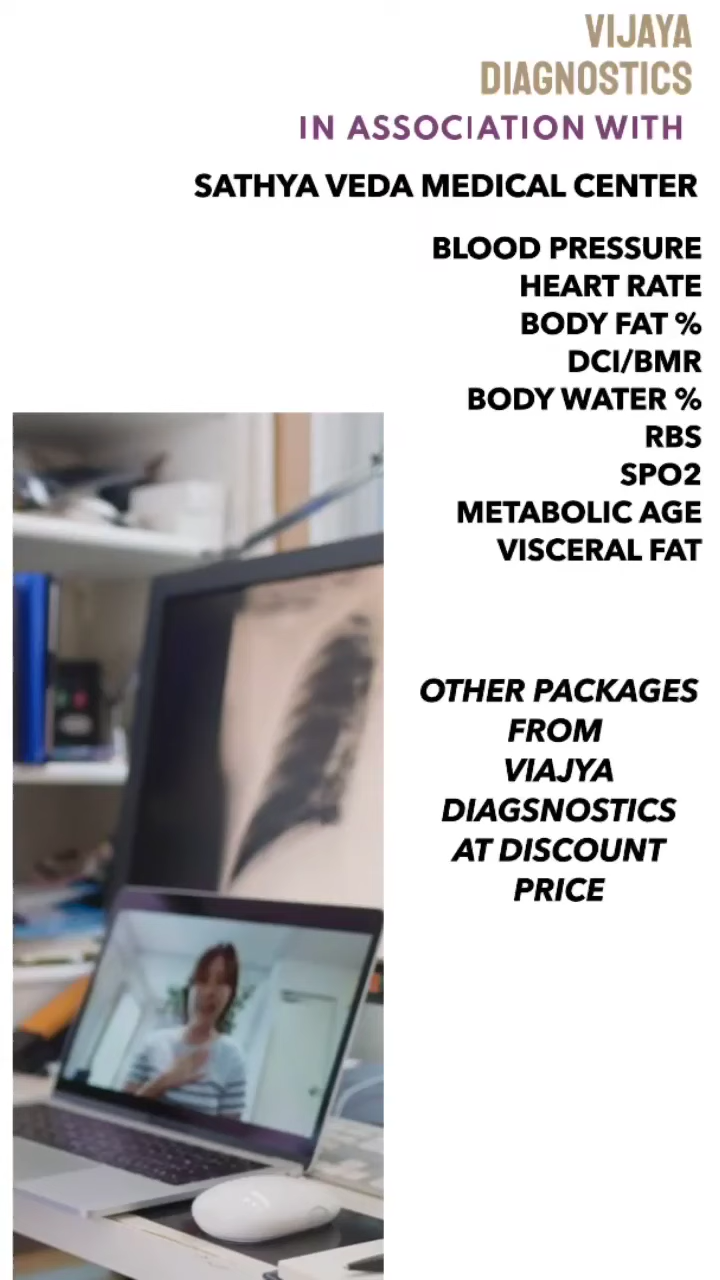 VIJAYA
DIAGNOSTICS
IN ASSOCIATION WITH
SATHYA VEDA MEDICAL CENTER
BLOOD PRESSURE
HEART RATE
BODY FAT %
DCI/BMR
BODY WATER %
RBS
SPO2
METABOLIC AGE
VISCERAL FAT
OTHER PACKAGES
FROM
VIAJYA
DIAGSNOSTICS
AT DISCOUNT
PRICE